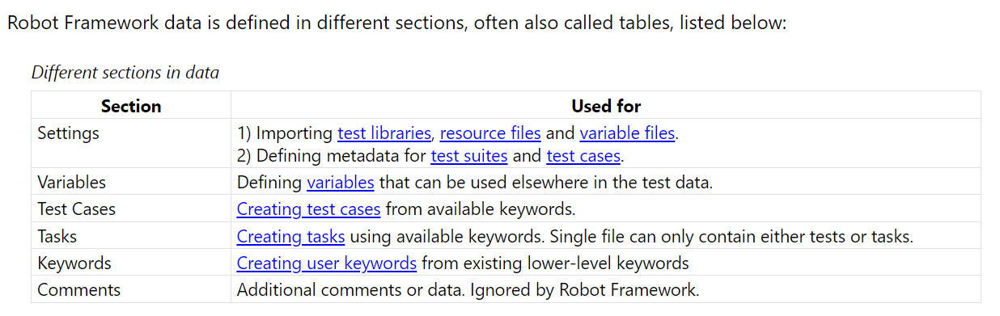 Robot Framework data is defined in different sections, often also called tables, listed below:
Different sections in data
Section Used for
Settings 1) Importing test libraries, resource files and variable files.
2) Defining metadata for test suites and test cases.
Variables Defining variables that can be used elsewhere in the test data.
Test Cases Creating test cases from available keywords.
Tasks Creating tasks using available keywords. Single file can only contain either tests or tasks.
Keywords Creating user keywords from existing lower-level keywords
Comments Additional comments or data. Ignored by Robot Framework.